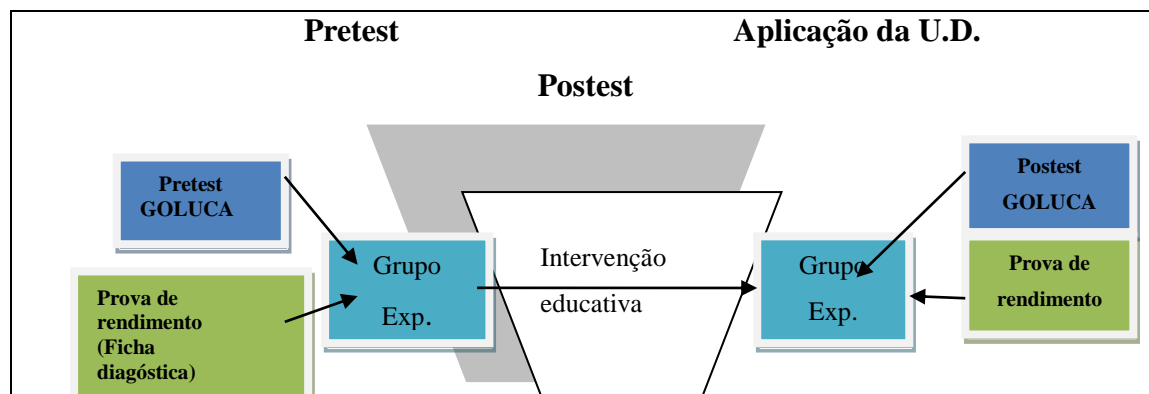 Pretest
Aplicação da U.D.
Postest
Pretest
GOLUCA
Prova de
rendimento
(Ficha
diagóstica)
Grupo
Exp.
Intervenção
educativa
Grupo
Exp.
Postest
GOLUCA
Prova de
rendimento